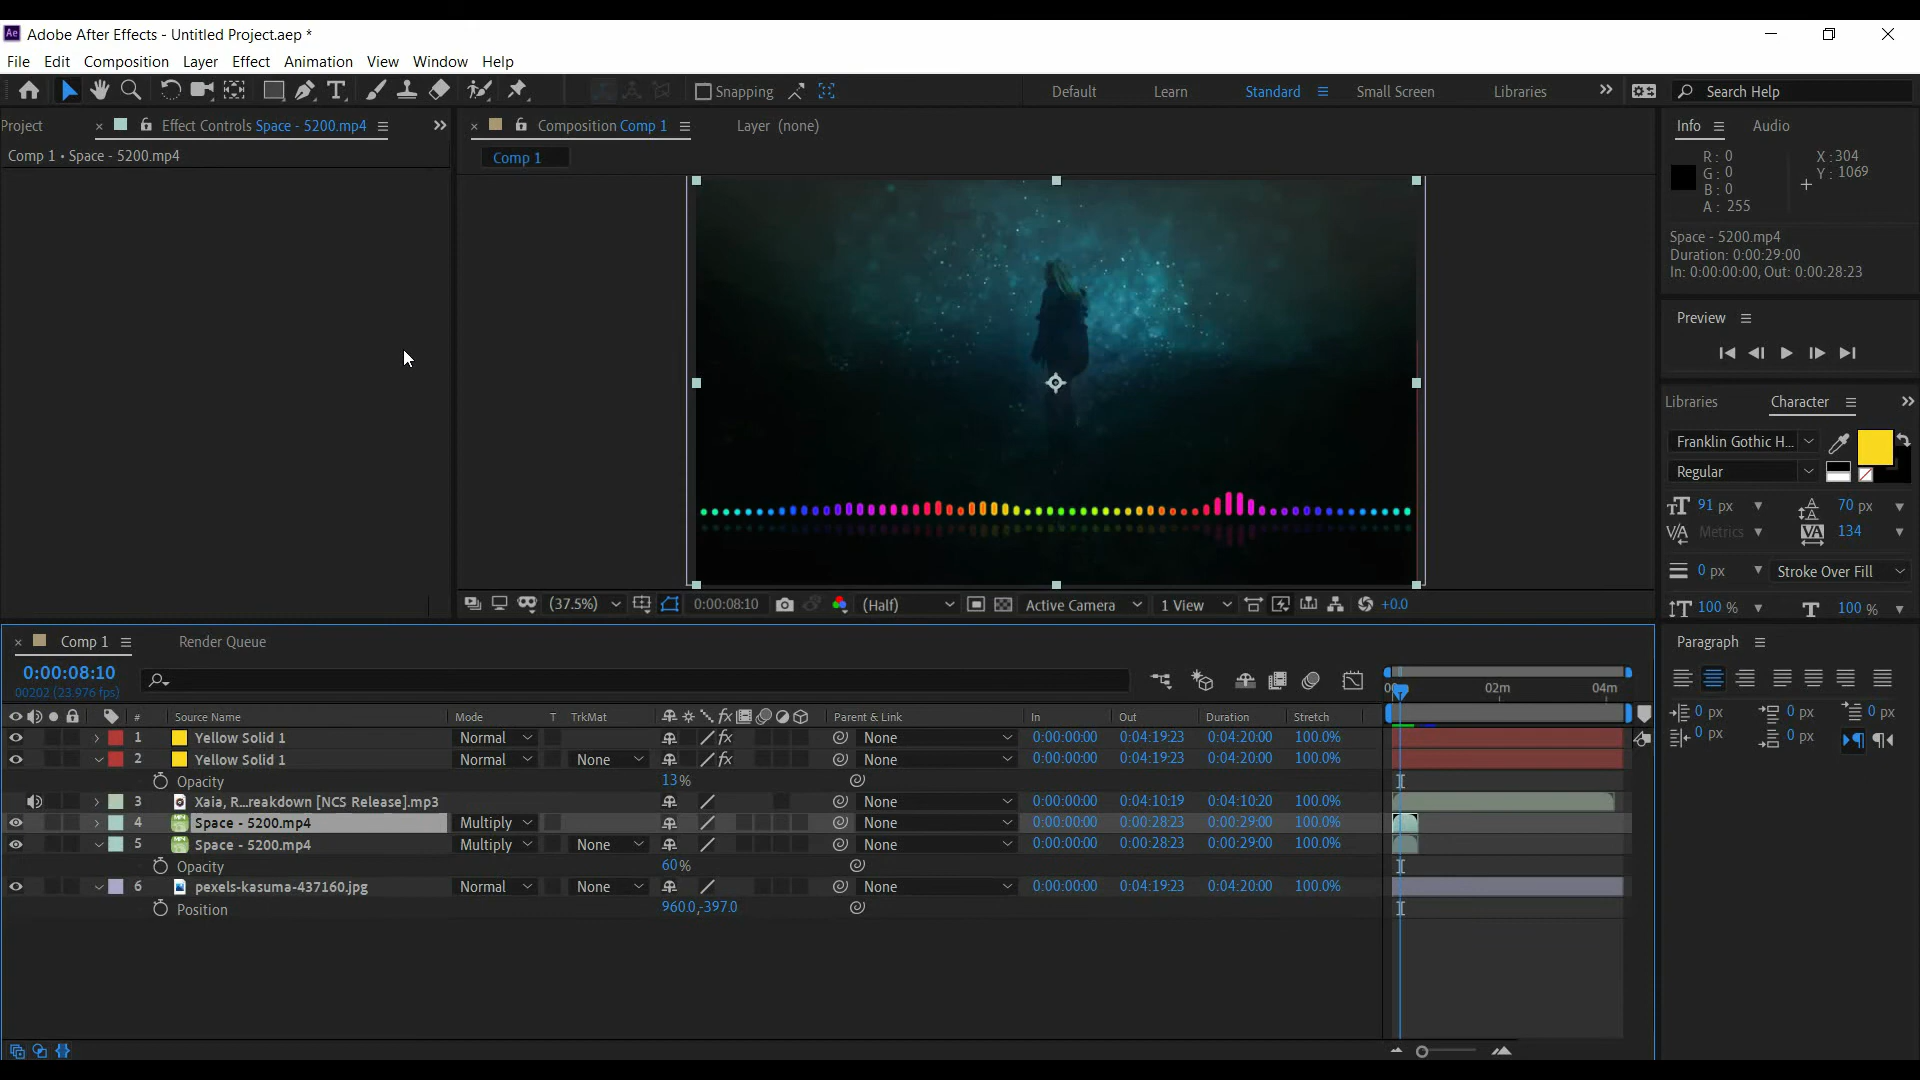 Ae Adobe After Effects - Untitled Project.aep *
File Edit Composition Layer Effect Animation View Window Help
Snapping Default Learn Standard Small Screen Libraries Search Help
Project Effect Controls Space - 5200.mp4 Composition Comp 1 Layer (none) Info Audio
Comp 1 • Space - 5200.mp4
Comp 1
R: 0 X: 304
G: 0 Y: 1069
B: 0
A: 255
Space - 5200.mp4
Duration: 0:00:29:00
In: 0:00:00:00, Out: 0:00:28:23
Preview
Libraries Character
Franklin Gothic H...
Regular
91 px 70 px
Metrics 134
0 px Stroke Over Fill
100 % 100 %
(37.5%) 0:00:08:10 (Half) Active Camera 1 View +0.0
Comp 1 Render Queue
Paragraph
0:00:08:10
00202 (23.976 fps)
02m 04m
# Source Name Mode T TrkMat fx Parent & Link In Out Duration Stretch
1 Yellow Solid 1 Normal fx None 0:00:00:00 0:04:19:23 0:04:20:00 100.0%
2 Yellow Solid 1 Normal None fx None 0:00:00:00 0:04:19:23 0:04:20:00 100.0%
Opacity 13%
3 Xaia, R...reakdown [NCS Release].mp3 None 0:00:00:00 0:04:10:19 0:04:10:20 100.0%
4 Space - 5200.mp4 Multiply None 0:00:00:00 0:00:28:23 0:00:29:00 100.0%
5 Space - 5200.mp4 Multiply None None 0:00:00:00 0:00:28:23 0:00:29:00 100.0%
Opacity 60%
6 pexels-kasuma-437160.jpg Normal None None 0:00:00:00 0:04:19:23 0:04:20:00 100.0%
Position 960.0,-397.0
0 px 0 px 0 px
0 px 0 px